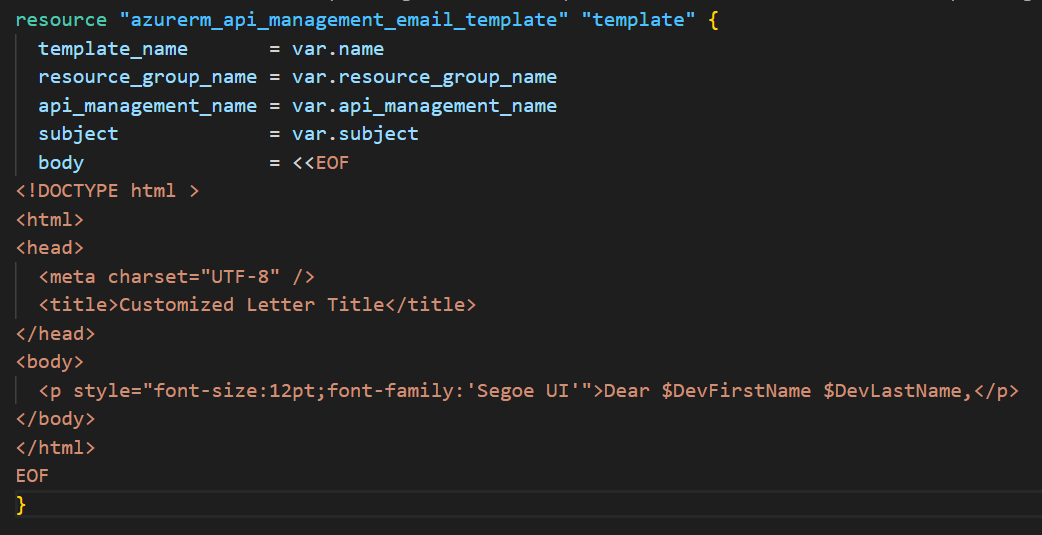 resource "azurerm_api_management_email_template" "template" {
  template_name       = var.name
  resource_group_name = var.resource_group_name
  api_management_name = var.api_management_name
  subject             = var.subject
  body                = <<EOF
<!DOCTYPE html >
<html>
<head>
  <meta charset="UTF-8" />
  <title>Customized Letter Title</title>
</head>
<body>
  <p style="font-size:12pt;font-family:'Segoe UI'">Dear $DevFirstName $DevLastName,</p>
</body>
</html>
EOF
}